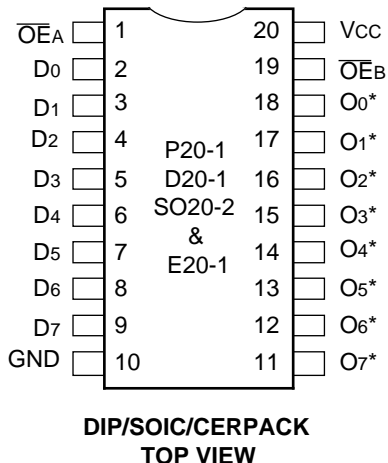 O̅E̅A 1 20 VCC
D0 2 19 O̅E̅B
D1 3 18 O0*
D2 4 17 O1*
D3 5 16 O2*
D4 6 15 O3*
D5 7 14 O4*
D6 8 13 O5*
D7 9 12 O6*
GND 10 11 O7*
P20-1
D20-1
SO20-2
&
E20-1
DIP/SOIC/CERPACK
TOP VIEW